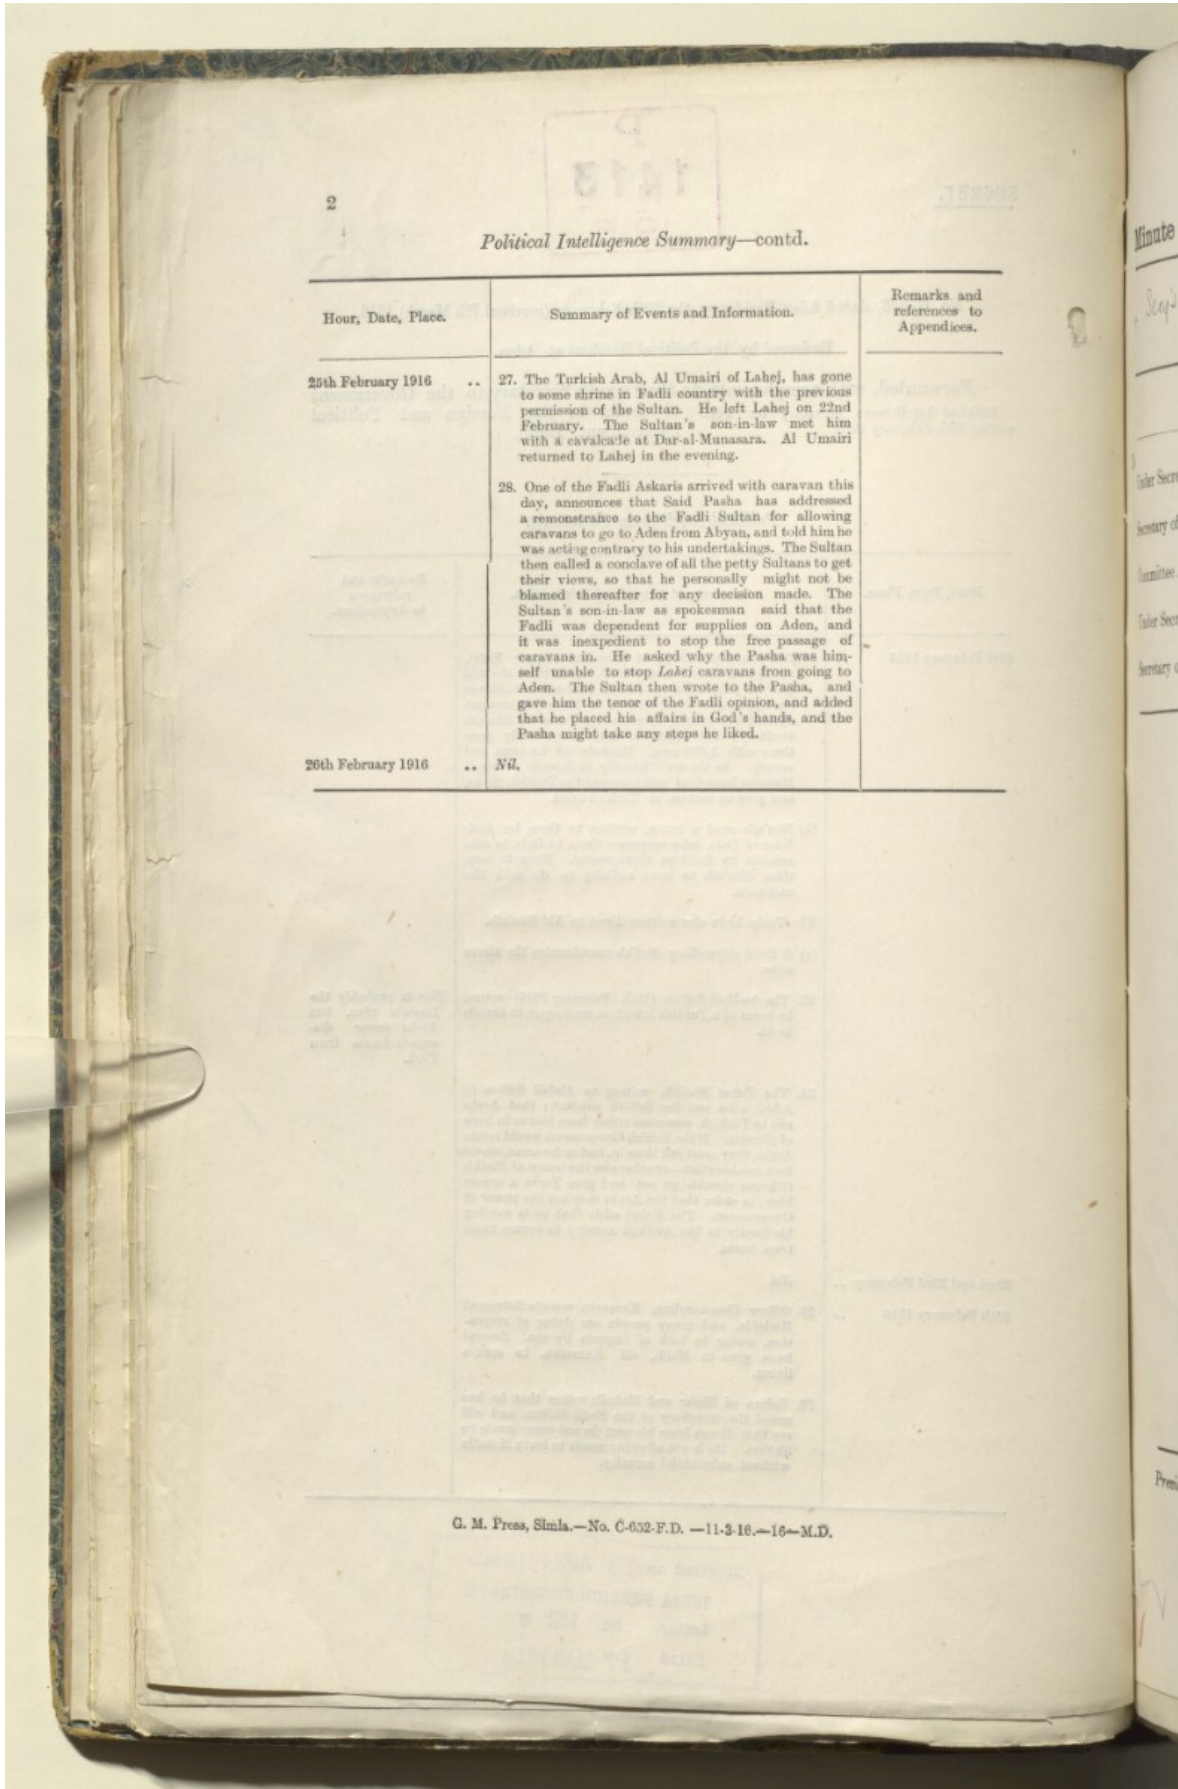 2
Political Intelligence Summary—contd.
Hour, Date, Place.
Summary of Events and Information.
Remarks and
references to
Appendices.
25th February 1916 ..
27. The Turkish Arab, Al Umairi of Lahej, has gone
to some shrine in Fadli country with the previous
permission of the Sultan. He left Lahej on 22nd
February. The Sultan's son-in-law met him
with a cavalcade at Dar-al-Munasara. Al Umairi
returned to Lahej in the evening.
28. One of the Fadli Askaris arrived with caravan this
day, announces that Said Pasha has addressed
a remonstrance to the Fadli Sultan for allowing
caravans to go to Aden from Abyan, and told him he
was acting contrary to his undertakings. The Sultan
then called a conclave of all the petty Sultans to get
their views, so that he personally might not be
blamed thereafter for any decision made. The
Sultan's son-in-law as spokesman said that the
Fadli was dependent for supplies on Aden, and
it was inexpedient to stop the free passage of
caravans in. He asked why the Pasha was him-
self unable to stop Lahej caravans from going to
Aden. The Sultan then wrote to the Pasha, and
gave him the tenor of the Fadli opinion, and added
that he placed his affairs in God's hands, and the
Pasha might take any steps he liked.
26th February 1916 ..
Nil.
G. M. Press, Simla.—No. C-652-F.D. —11-3-16.—16—M.D.
Minute
Under Secre
Secretary of
Committee
Under Secr
Secretary o